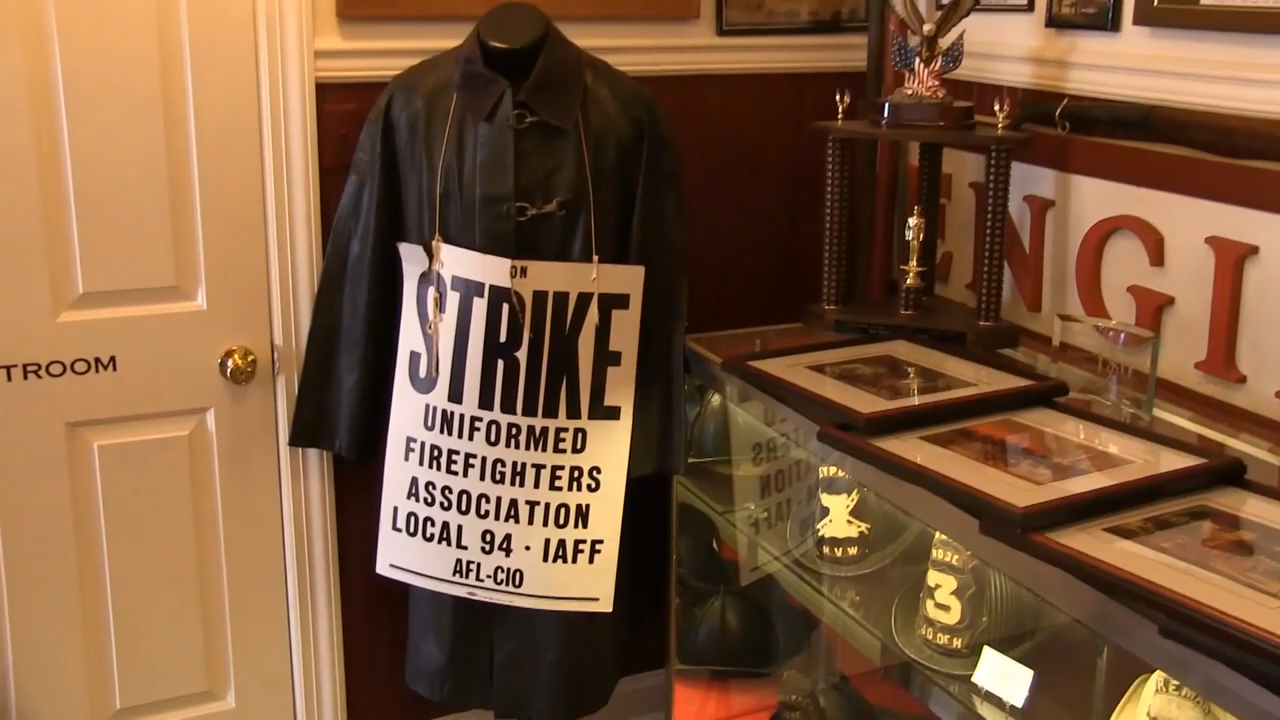 TROOM
ON
STRIKE
UNIFORMED
FIREFIGHTERS
ASSOCIATION
LOCAL 94 · IAFF
AFL-CIO
ENGI
H.V.W
3